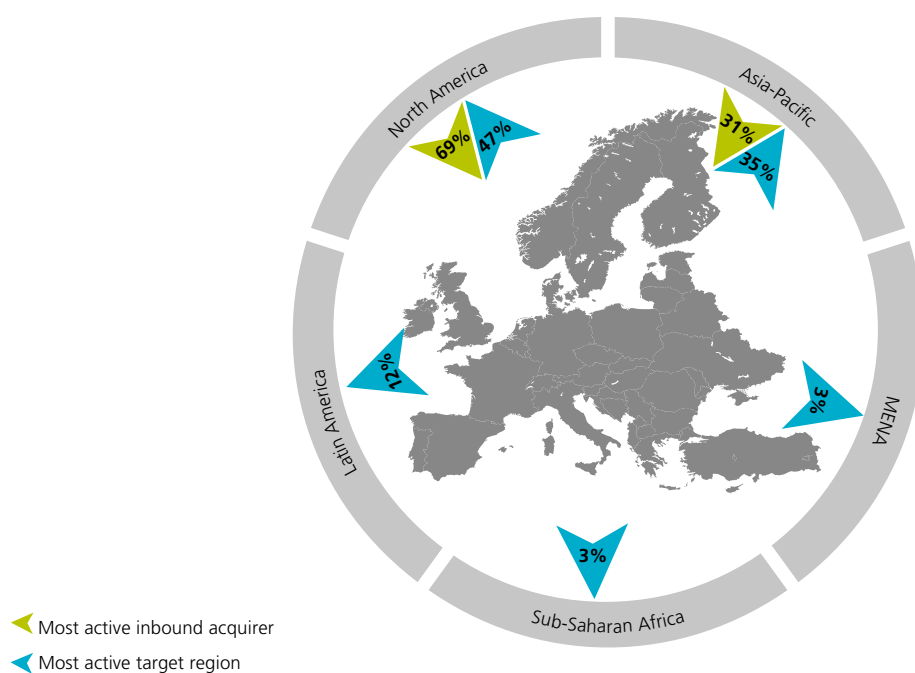 North America
Asia-Pacific
69%
47%
31%
35%
Latin America
12%
3%
MENA
3%
Sub-Saharan Africa
Most active inbound acquirer
Most active target region